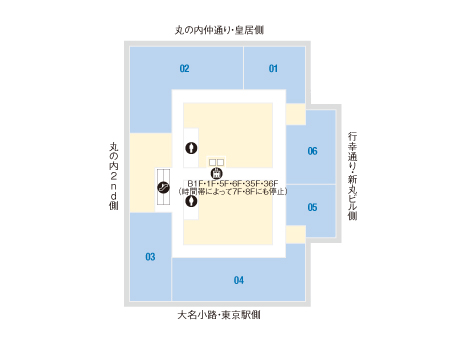 丸の内仲通り・皇居側
02
01
丸の内2nd側
06
行幸通り・新丸ビル側
B1F・1F・5F・6F・35F・36F
（時間帯によって7F・8Fにも停止）
05
03
04
大名小路・東京駅側